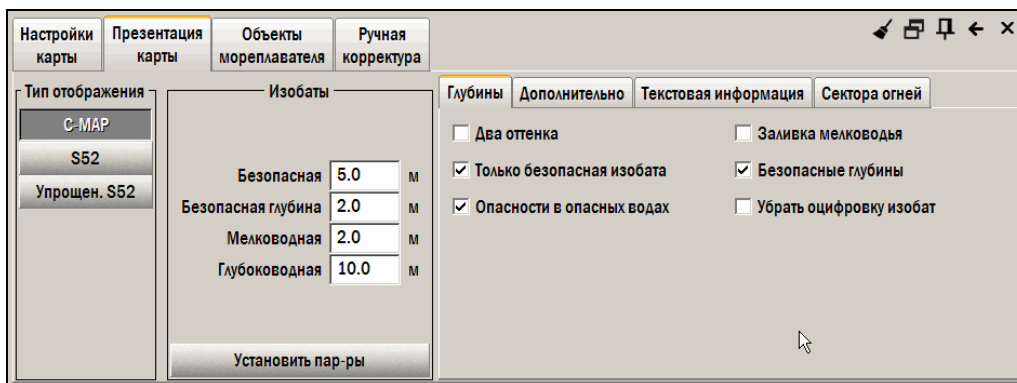 Настройки карты
Презентация карты
Объекты мореплавателя
Ручная корректура
Тип отображения
C-MAP
S52
Упрощен. S52
Изобаты
Безопасная 5.0 м
Безопасная глубина 2.0 м
Мелководная 2.0 м
Глубоководная 10.0 м
Установить пар-ры
Глубины
Дополнительно
Текстовая информация
Сектора огней
Два оттенка
Заливка мелководья
Только безопасная изобата
Безопасные глубины
Опасности в опасных водах
Убрать оцифровку изобат